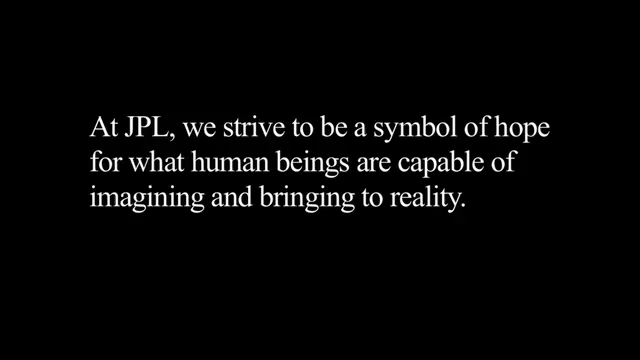 At JPL, we strive to be a symbol of hope
for what human beings are capable of
imagining and bringing to reality.